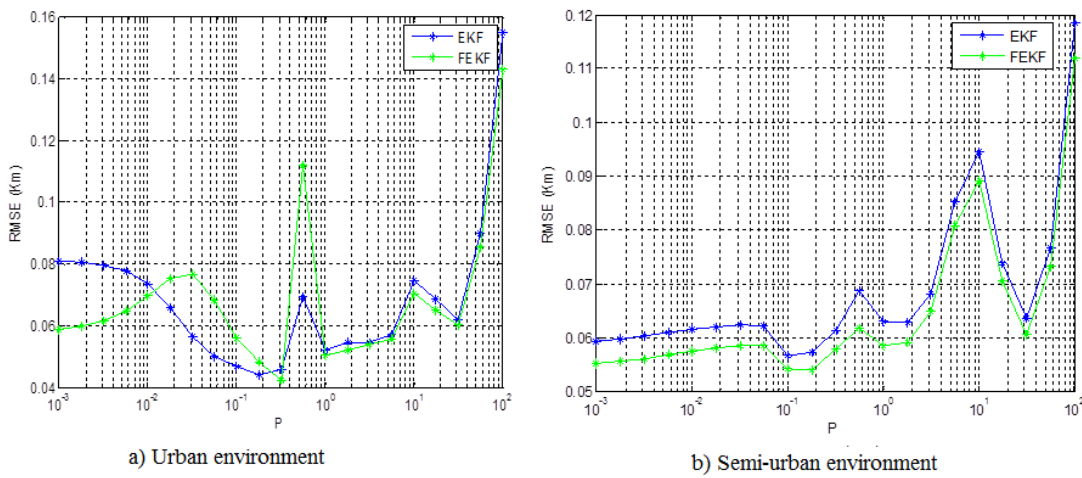 0.16
0.14
0.12
0.1
0.08
0.06
0.04
RMSE (Km)
EKF
FEKF
10^-3
10^-2
10^-1
10^0
10^1
10^2
P
a) Urban environment
0.12
0.11
0.1
0.09
0.08
0.07
0.06
0.05
RMSE (Km)
EKF
FEKF
10^-3
10^-2
10^-1
10^0
10^1
10^2
P
b) Semi-urban environment